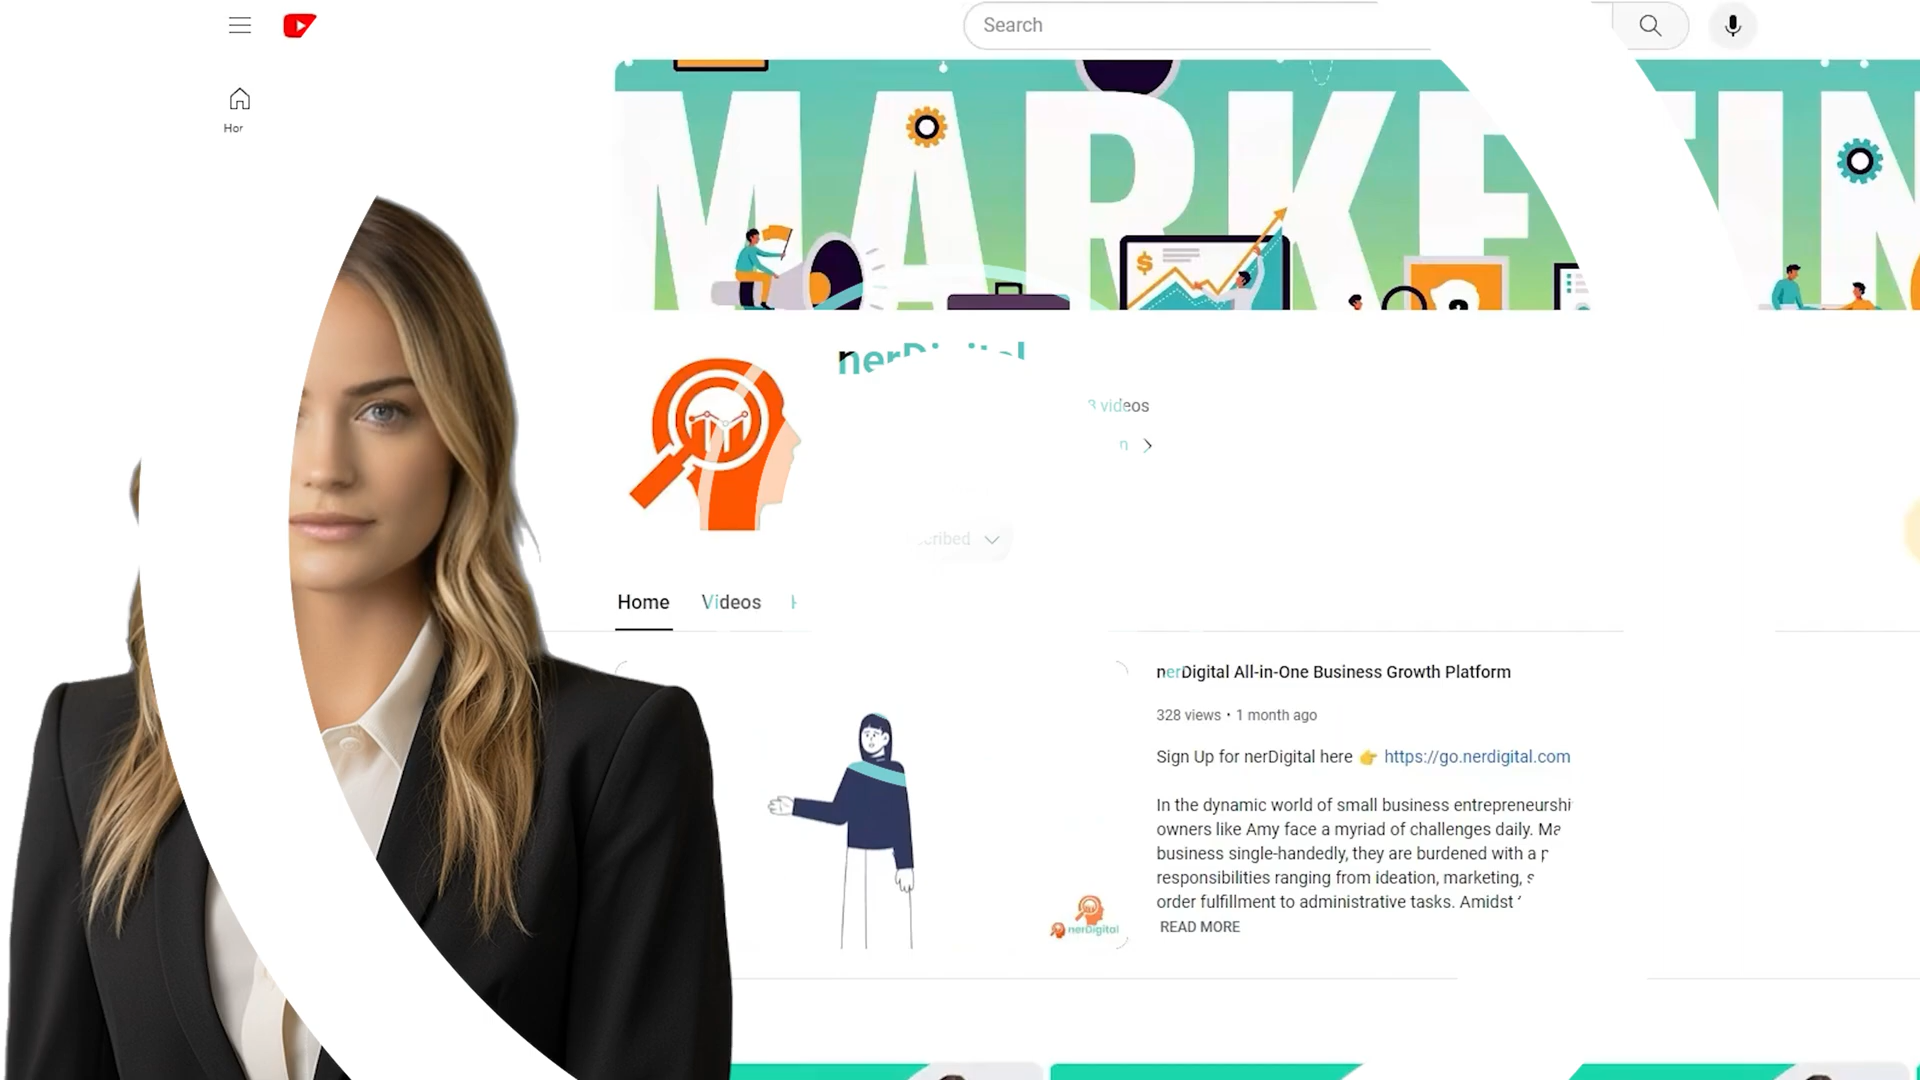 Search
Hor
MARKETIN
nerDigital
3 videos
n
cribed
Home Videos
nerDigital All-in-One Business Growth Platform
328 views • 1 month ago
Sign Up for nerDigital here 👉 https://go.nerdigital.com
In the dynamic world of small business entrepreneurshi
owners like Amy face a myriad of challenges daily. Ma
business single-handedly, they are burdened with a
responsibilities ranging from ideation, marketing, s
order fulfillment to administrative tasks. Amidst
READ MORE
nerDigital